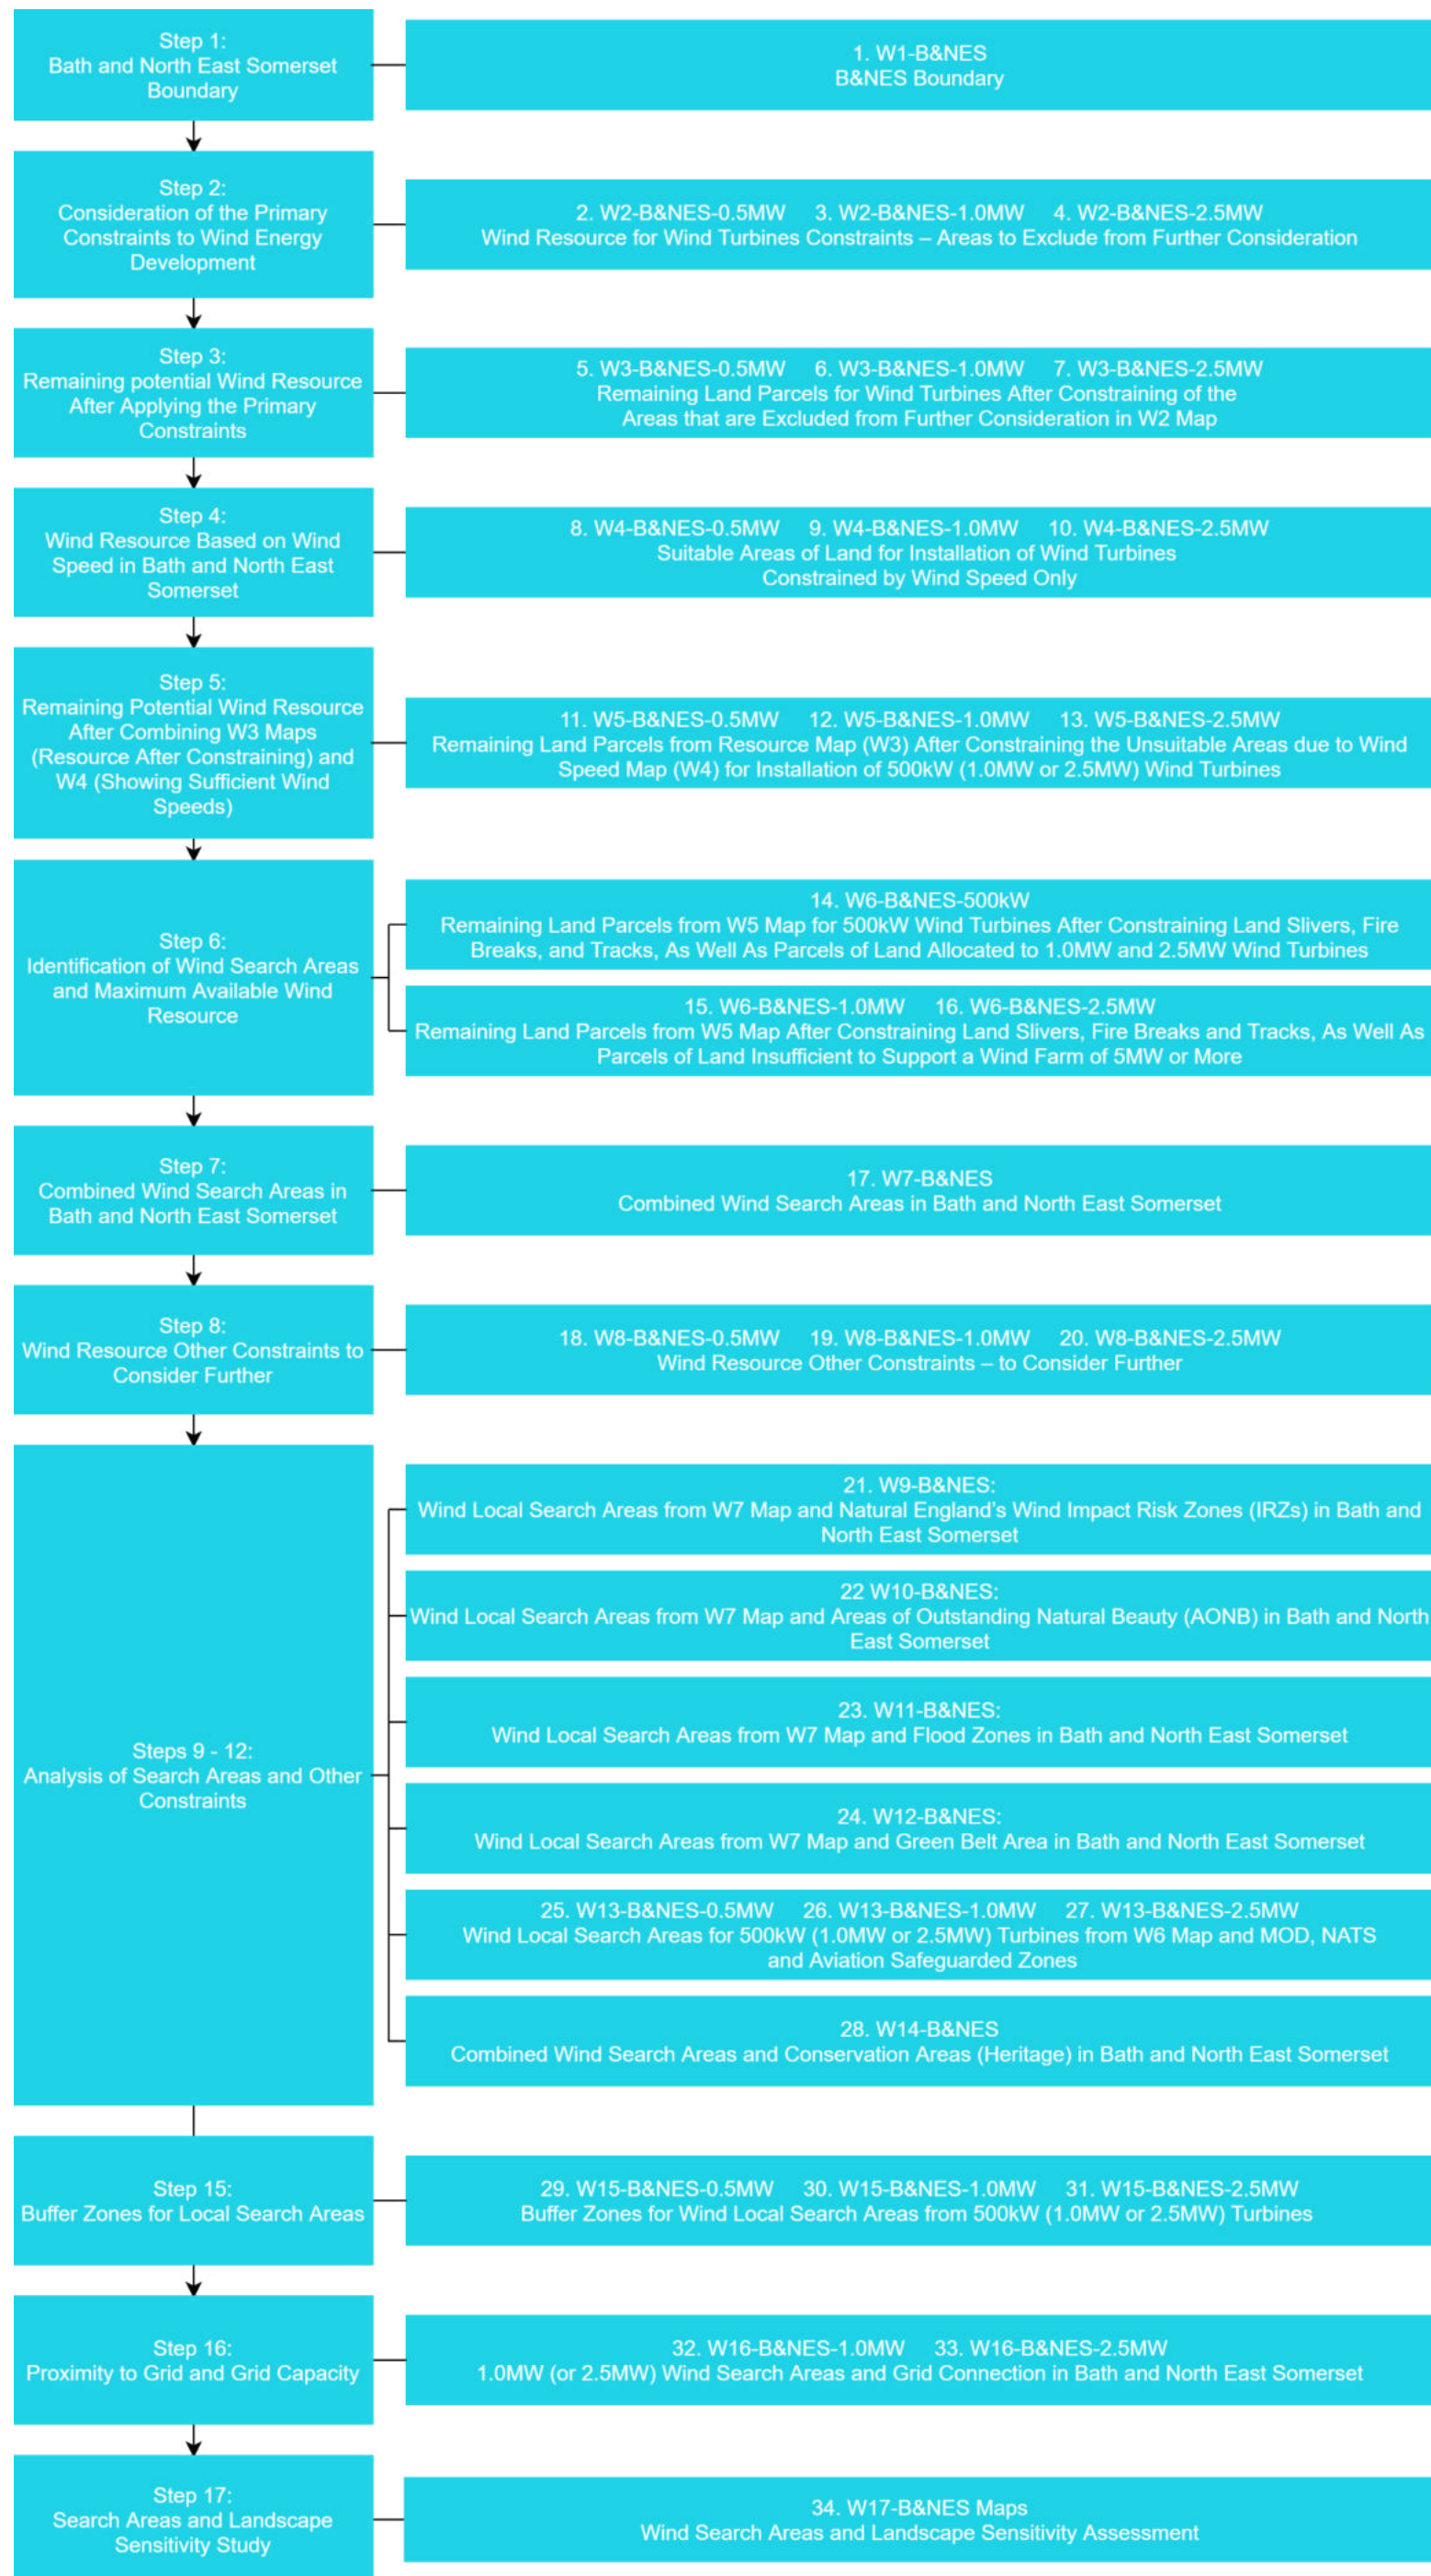 Step 1:
Bath and North East Somerset
Boundary
1. W1-B&NES
B&NES Boundary
Step 2:
Consideration of the Primary
Constraints to Wind Energy
Development
2. W2-B&NES-0.5MW 3. W2-B&NES-1.0MW 4. W2-B&NES-2.5MW
Wind Resource for Wind Turbines Constraints – Areas to Exclude from Further Consideration
Step 3:
Remaining potential Wind Resource
After Applying the Primary
Constraints
5. W3-B&NES-0.5MW 6. W3-B&NES-1.0MW 7. W3-B&NES-2.5MW
Remaining Land Parcels for Wind Turbines After Constraining of the
Areas that are Excluded from Further Consideration in W2 Map
Step 4:
Wind Resource Based on Wind
Speed in Bath and North East
Somerset
8. W4-B&NES-0.5MW 9. W4-B&NES-1.0MW 10. W4-B&NES-2.5MW
Suitable Areas of Land for Installation of Wind Turbines
Constrained by Wind Speed Only
Step 5:
Remaining Potential Wind Resource
After Combining W3 Maps
(Resource After Constraining) and
W4 (Showing Sufficient Wind
Speeds)
11. W5-B&NES-0.5MW 12. W5-B&NES-1.0MW 13. W5-B&NES-2.5MW
Remaining Land Parcels from Resource Map (W3) After Constraining the Unsuitable Areas due to Wind
Speed Map (W4) for Installation of 500kW (1.0MW or 2.5MW) Wind Turbines
Step 6:
Identification of Wind Search Areas
and Maximum Available Wind
Resource
14. W6-B&NES-500kW
Remaining Land Parcels from W5 Map for 500kW Wind Turbines After Constraining Land Slivers, Fire
Breaks, and Tracks, As Well As Parcels of Land Allocated to 1.0MW and 2.5MW Wind Turbines
15. W6-B&NES-1.0MW 16. W6-B&NES-2.5MW
Remaining Land Parcels from W5 Map After Constraining Land Slivers, Fire Breaks and Tracks, As Well As
Parcels of Land Insufficient to Support a Wind Farm of 5MW or More
Step 7:
Combined Wind Search Areas in
Bath and North East Somerset
17. W7-B&NES
Combined Wind Search Areas in Bath and North East Somerset
Step 8:
Wind Resource Other Constraints to
Consider Further
18. W8-B&NES-0.5MW 19. W8-B&NES-1.0MW 20. W8-B&NES-2.5MW
Wind Resource Other Constraints – to Consider Further
Steps 9 - 12:
Analysis of Search Areas and Other
Constraints
21. W9-B&NES:
Wind Local Search Areas from W7 Map and Natural England's Wind Impact Risk Zones (IRZs) in Bath and
North East Somerset
22 W10-B&NES:
Wind Local Search Areas from W7 Map and Areas of Outstanding Natural Beauty (AONB) in Bath and North
East Somerset
23. W11-B&NES:
Wind Local Search Areas from W7 Map and Flood Zones in Bath and North East Somerset
24. W12-B&NES:
Wind Local Search Areas from W7 Map and Green Belt Area in Bath and North East Somerset
25. W13-B&NES-0.5MW 26. W13-B&NES-1.0MW 27. W13-B&NES-2.5MW
Wind Local Search Areas for 500kW (1.0MW or 2.5MW) Turbines from W6 Map and MOD, NATS
and Aviation Safeguarded Zones
28. W14-B&NES
Combined Wind Search Areas and Conservation Areas (Heritage) in Bath and North East Somerset
Step 15:
Buffer Zones for Local Search Areas
29. W15-B&NES-0.5MW 30. W15-B&NES-1.0MW 31. W15-B&NES-2.5MW
Buffer Zones for Wind Local Search Areas from 500kW (1.0MW or 2.5MW) Turbines
Step 16:
Proximity to Grid and Grid Capacity
32. W16-B&NES-1.0MW 33. W16-B&NES-2.5MW
1.0MW (or 2.5MW) Wind Search Areas and Grid Connection in Bath and North East Somerset
Step 17:
Search Areas and Landscape
Sensitivity Study
34. W17-B&NES Maps
Wind Search Areas and Landscape Sensitivity Assessment